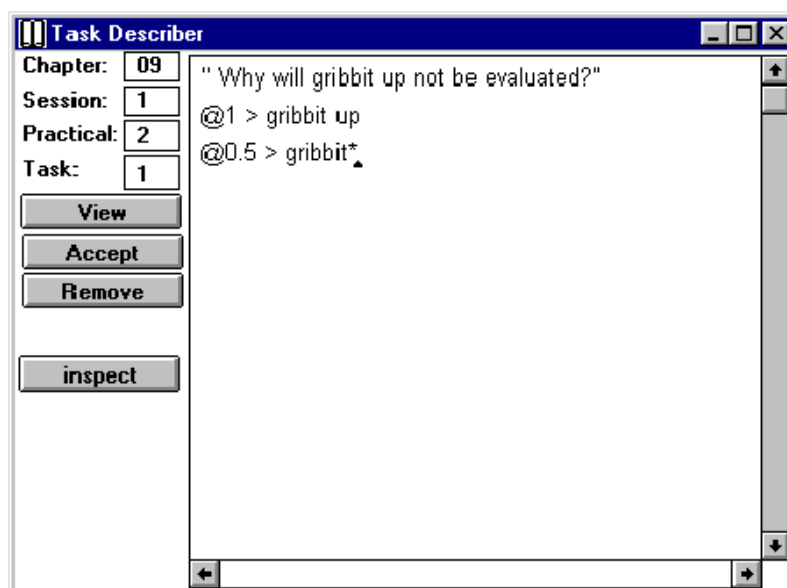 Task Describer
Chapter: 09
Session: 1
Practical: 2
Task: 1
View
Accept
Remove
inspect
" Why will gribbit up not be evaluated?"
@1 > gribbit up
@0.5 > gribbit*